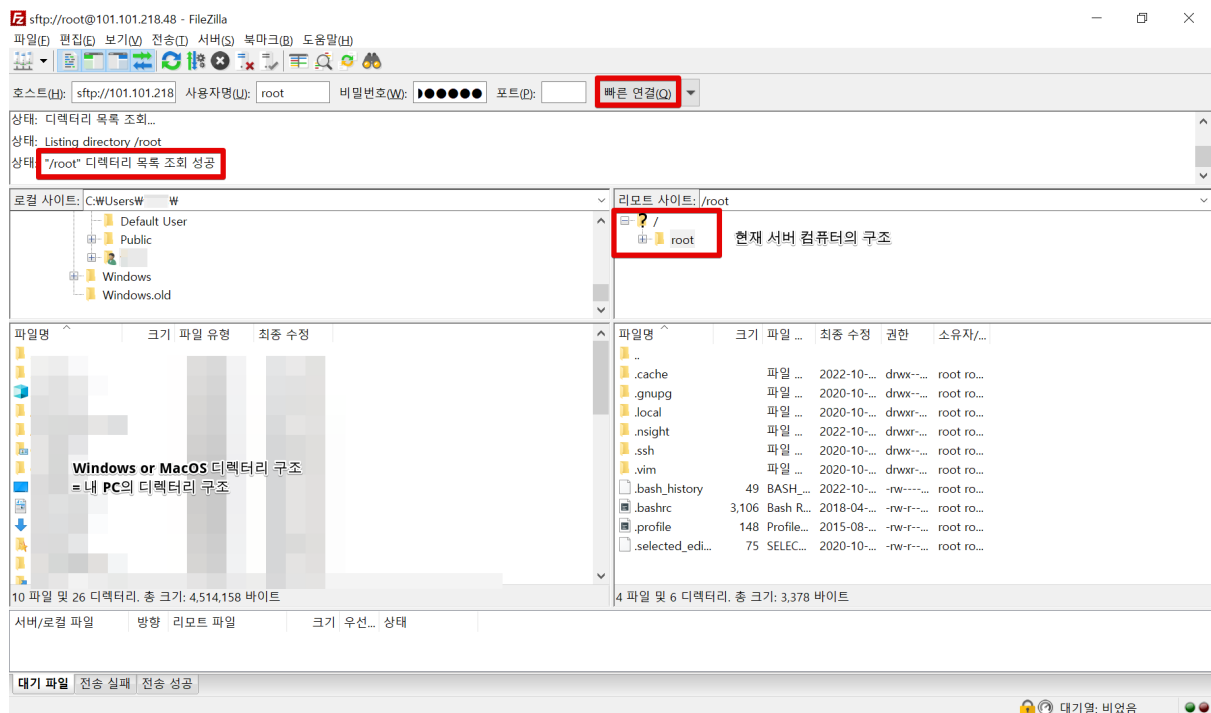 sftp://root@101.101.218.48 - FileZilla
파일(F) 편집(E) 보기(V) 전송(T) 서버(S) 북마크(B) 도움말(H)
호스트(H): sftp://101.101.218 사용자명(U): root 비밀번호(W): ●●●●●● 포트(P): 빠른 연결(Q)
상태: 디렉터리 목록 조회...
상태: Listing directory /root
상태: "/root" 디렉터리 목록 조회 성공
로컬 사이트: C:₩Users₩ ₩
Default User
Public
Windows
Windows.old
리모트 사이트: /root
? /
root
현재 서버 컴퓨터의 구조
파일명 크기 파일 유형 최종 수정
Windows or MacOS 디렉터리 구조
= 내 PC의 디렉터리 구조
10 파일 및 26 디렉터리. 총 크기: 4,514,158 바이트
파일명 크기 파일 ... 최종 수정 권한 소유자/...
..
.cache 파일 ... 2022-10-... drwx--... root ro...
.gnupg 파일 ... 2020-10-... drwx--... root ro...
.local 파일 ... 2020-10-... drwxr-... root ro...
.nsight 파일 ... 2022-10-... drwxr-... root ro...
.ssh 파일 ... 2020-10-... drwx--... root ro...
.vim 파일 ... 2020-10-... drwxr-... root ro...
.bash_history 49 BASH_... 2022-10-... -rw----... root ro...
.bashrc 3,106 Bash R... 2018-04-... -rw-r--... root ro...
.profile 148 Profile... 2015-08-... -rw-r--... root ro...
.selected_edi... 75 SELEC... 2020-10-... -rw-r--... root ro...
4 파일 및 6 디렉터리. 총 크기: 3,378 바이트
서버/로컬 파일 방향 리모트 파일 크기 우선... 상태
대기 파일 전송 실패 전송 성공
대기열: 비었음